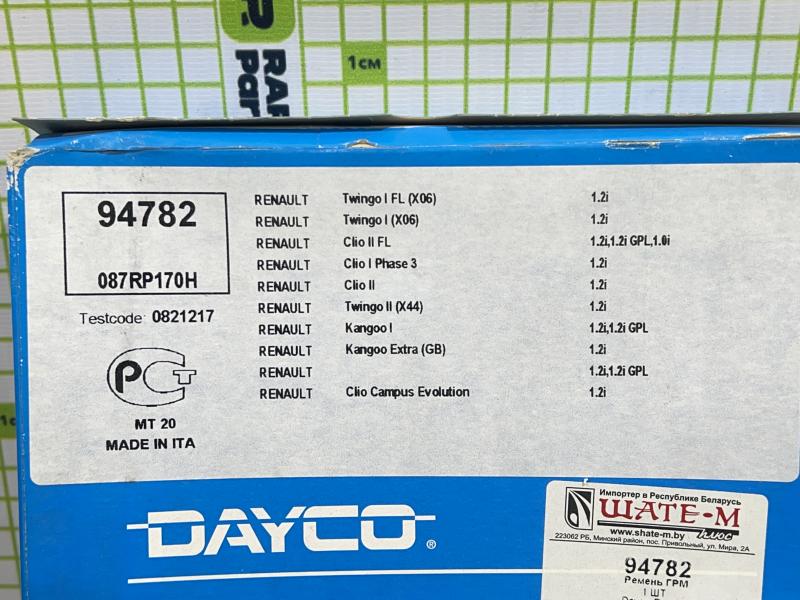 1см
94782
087RP170H
Testcode: 0821217
РСТ
MT 20
MADE IN ITA
RENAULT Twingo I FL (X06) 1.2i
RENAULT Twingo I (X06) 1.2i
RENAULT Clio II FL 1.2i,1.2i GPL,1.0i
RENAULT Clio I Phase 3 1.2i
RENAULT Clio II 1.2i
RENAULT Twingo II (X44) 1.2i
RENAULT Kangoo I 1.2i,1.2i GPL
RENAULT Kangoo Extra (GB) 1.2i
RENAULT 1.2i,1.2i GPL
RENAULT Clio Campus Evolution 1.2i
DAYCO®
Импортер в Республике Беларусь
ШАТЕ-М
плюс
www.shate-m.by
223062 РБ, Минский район, пос. Привольный, ул. Мира, 2А
94782
Ремень ГРМ
1 ШТ